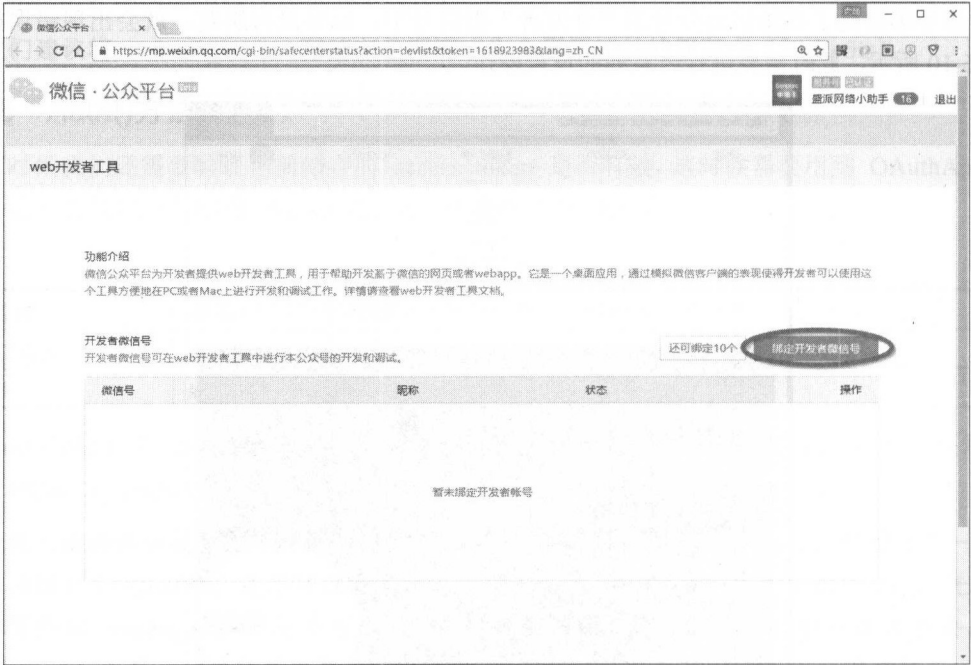 微信公众平台
https://mp.weixin.qq.com/cgi-bin/safecenterstatus?action=devlist&token=1618923983&lang=zh_CN
微信 · 公众平台
盛派网络小助手 16 退出
web开发者工具
功能介绍
微信公众平台为开发者提供web开发者工具，用于帮助开发基于微信的网页或者webapp。它是一个桌面应用，通过模拟微信客户端的表现使得开发者可以使用这
个工具方便地在PC或者Mac上进行开发和调试工作。详情请查看web开发者工具文档。
开发者微信号
开发者微信号可在web开发者工具中进行本公众号的开发和调试。
还可绑定10个 绑定开发者微信号
微信号 昵称 状态 操作
暂未绑定开发者帐号